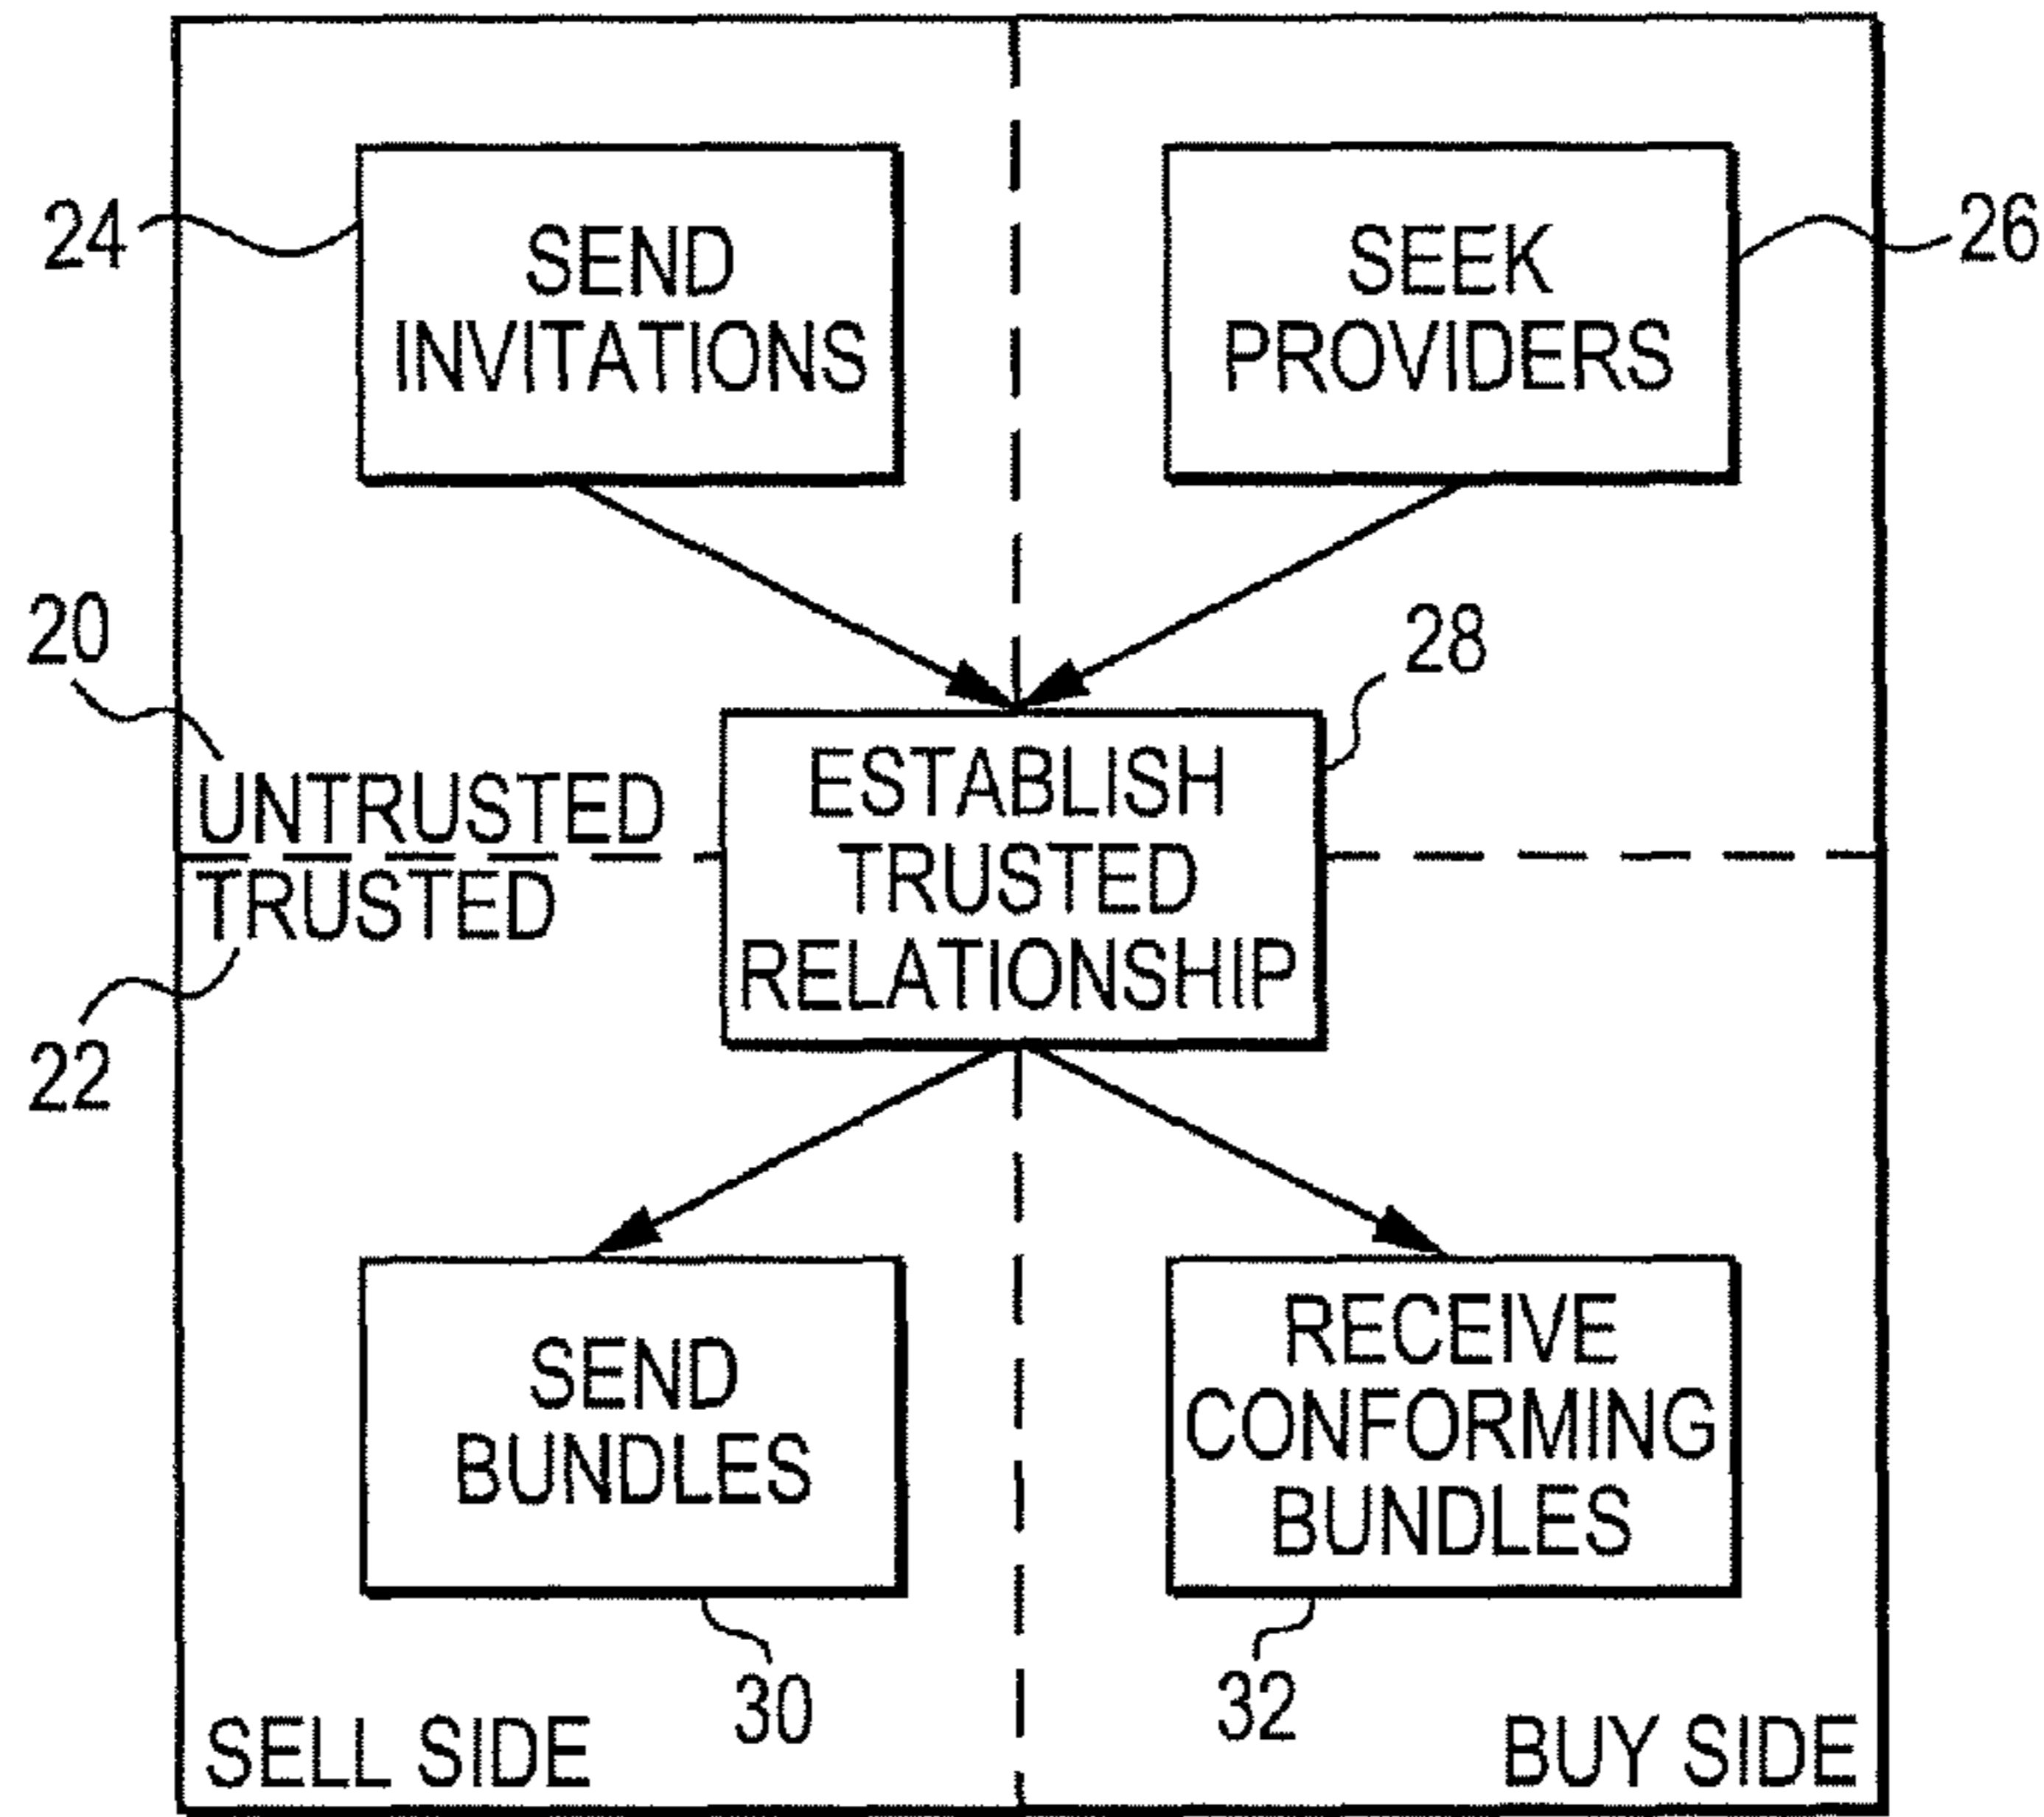 24
SEND
INVITATIONS
SEEK
PROVIDERS
26
20
28
UNTRUSTED
TRUSTED
22
ESTABLISH
TRUSTED
RELATIONSHIP
SEND
BUNDLES
30
RECEIVE
CONFORMING
BUNDLES
32
SELL SIDE
BUY SIDE